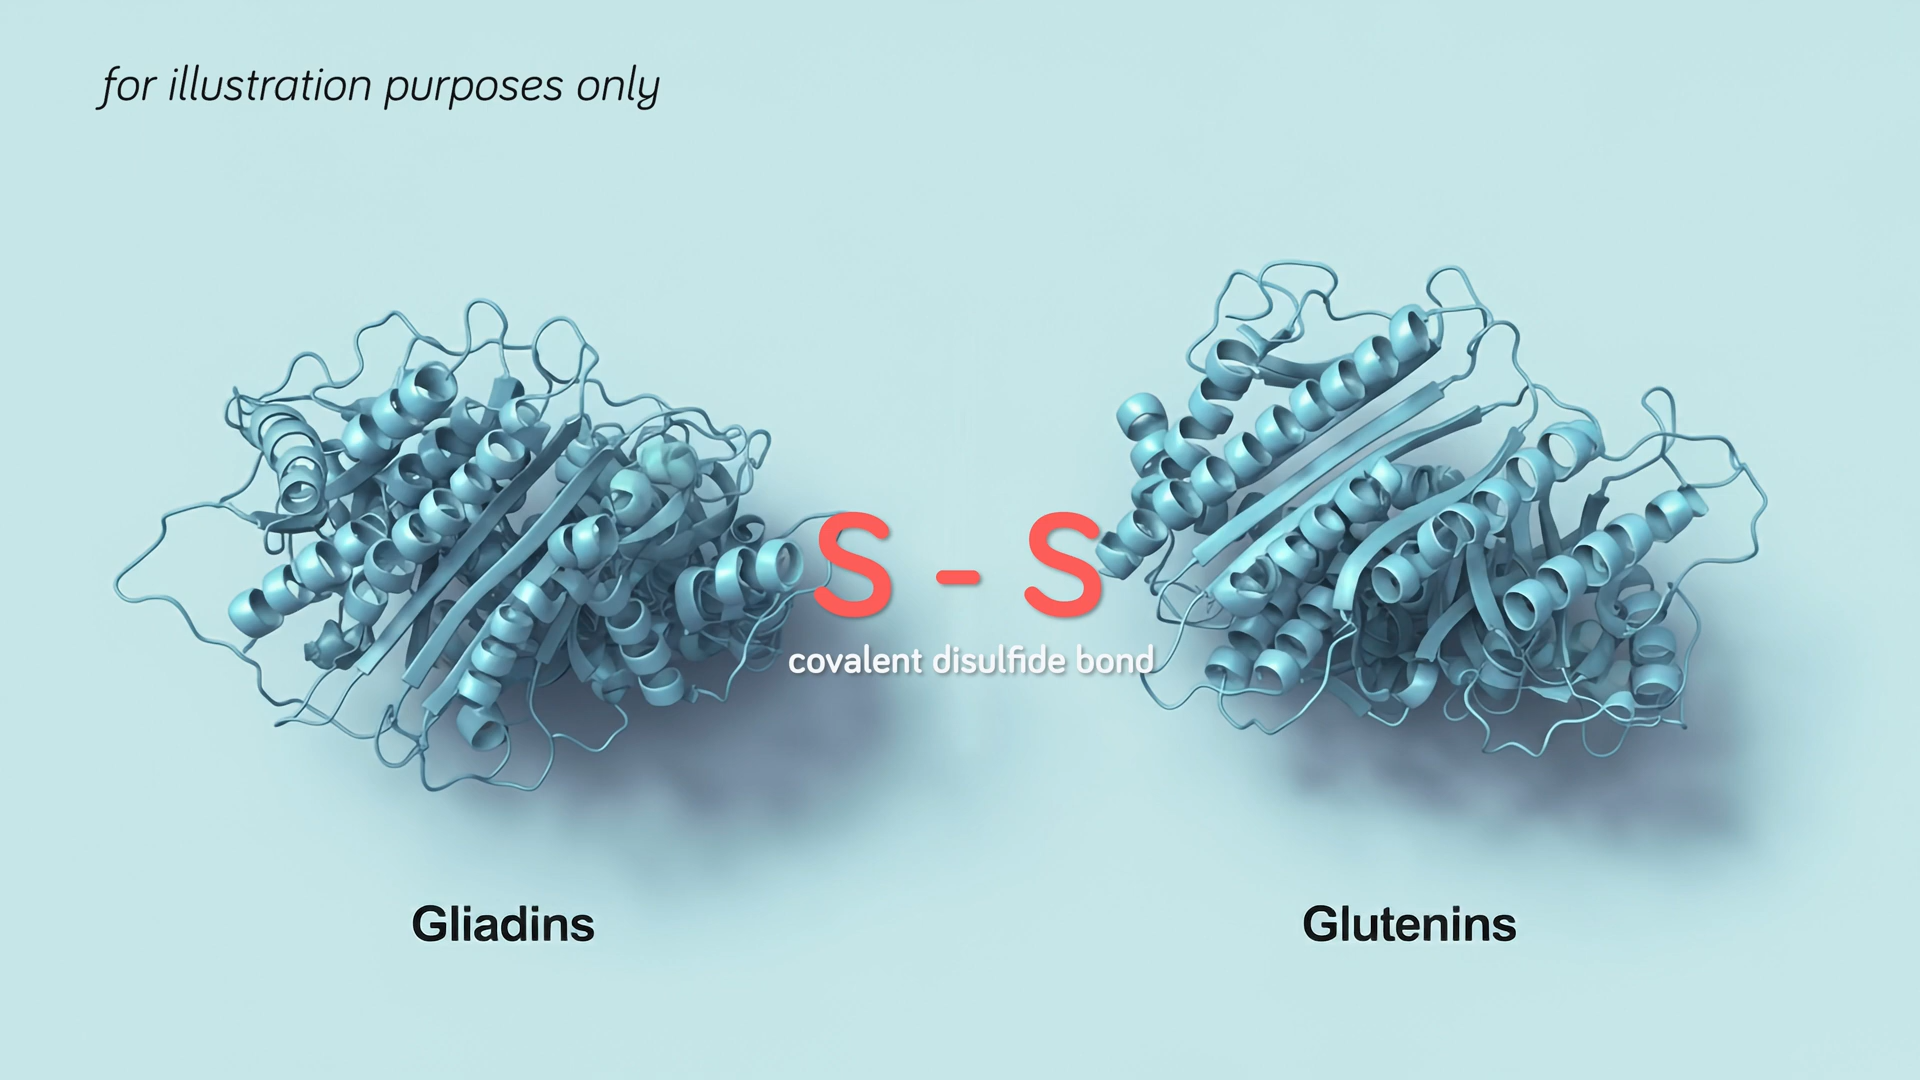 for illustration purposes only
S - S
covalent disulfide bond
Gliadins
Glutenins